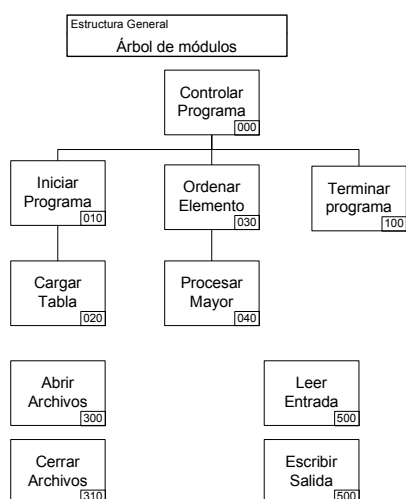 Estructura General
Árbol de módulos
Controlar
Programa
000
Iniciar
Programa
010
Ordenar
Elemento
030
Terminar
programa
100
Cargar
Tabla
020
Procesar
Mayor
040
Abrir
Archivos
300
Leer
Entrada
500
Cerrar
Archivos
310
Escribir
Salida
500